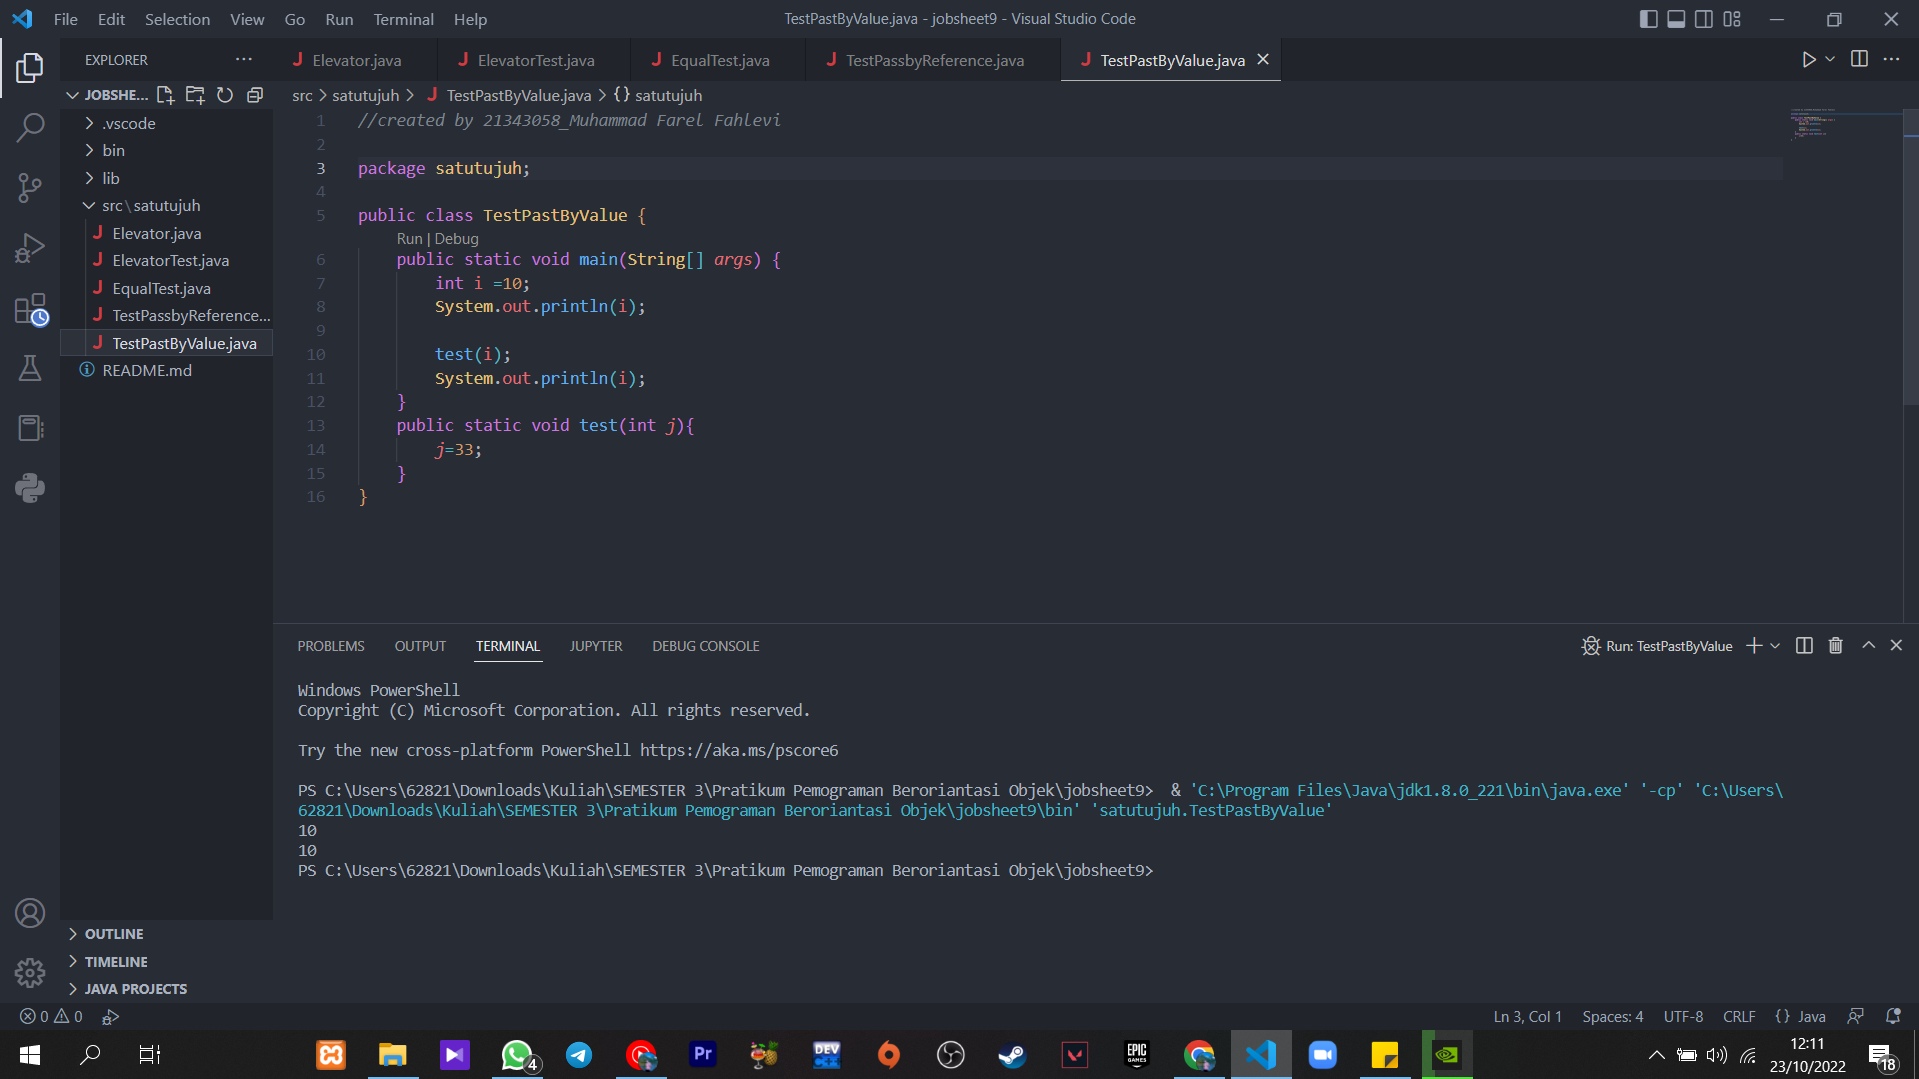 File Edit Selection View Go Run Terminal Help
TestPastByValue.java - jobsheet9 - Visual Studio Code
EXPLORER
Elevator.java
ElevatorTest.java
EqualTest.java
TestPassbyReference.java
TestPastByValue.java
JOBSHE...
src > satutujuh > TestPastByValue.java > {} satutujuh
.vscode
bin
lib
src\satutujuh
Elevator.java
ElevatorTest.java
EqualTest.java
TestPassbyReference...
TestPastByValue.java
README.md
1 //created by 21343058_Muhammad Farel Fahlevi
2
3 package satutujuh;
4
5 public class TestPastByValue {
Run | Debug
6 public static void main(String[] args) {
7 int i =10;
8 System.out.println(i);
9
10 test(i);
11 System.out.println(i);
12 }
13 public static void test(int j){
14 j=33;
15 }
16 }
PROBLEMS OUTPUT TERMINAL JUPYTER DEBUG CONSOLE
Run: TestPastByValue
Windows PowerShell
Copyright (C) Microsoft Corporation. All rights reserved.
Try the new cross-platform PowerShell https://aka.ms/pscore6
PS C:\Users\62821\Downloads\Kuliah\SEMESTER 3\Pratikum Pemograman Beroriantasi Objek\jobsheet9>  & 'C:\Program Files\Java\jdk1.8.0_221\bin\java.exe' '-cp' 'C:\Users\
62821\Downloads\Kuliah\SEMESTER 3\Pratikum Pemograman Beroriantasi Objek\jobsheet9\bin' 'satutujuh.TestPastByValue'
10
10
PS C:\Users\62821\Downloads\Kuliah\SEMESTER 3\Pratikum Pemograman Beroriantasi Objek\jobsheet9>
OUTLINE
TIMELINE
JAVA PROJECTS
0 0
Ln 3, Col 1 Spaces: 4 UTF-8 CRLF {} Java
4
Pr
DEV C++
EPIC GAMES
12:11
23/10/2022
18